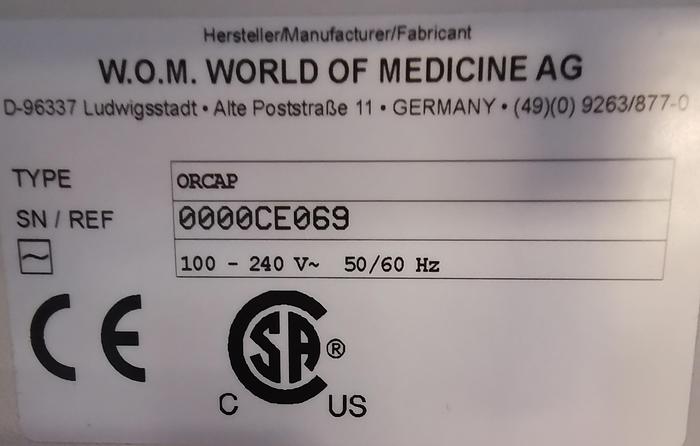 Hersteller/Manufacturer/Fabricant
W.O.M. WORLD OF MEDICINE AG
D-96337 Ludwigsstadt • Alte Poststraße 11 • GERMANY • (49)(0) 9263/877-0
TYPE ORCAP
SN / REF 0000CE069
~ 100 - 240 V~ 50/60 Hz
CE
CSA ®
C US